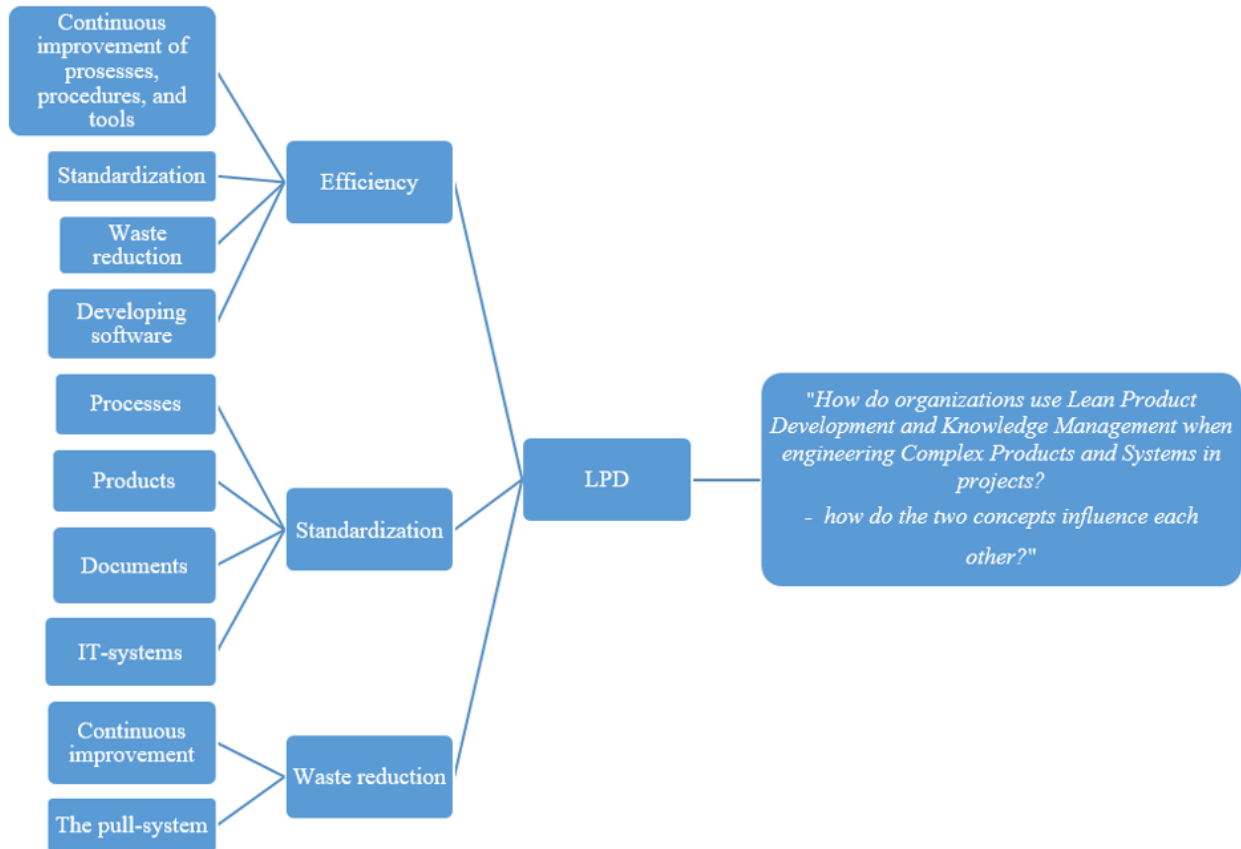 Continuous
improvement of
prosesses,
procedures, and
tools
Standardization
Waste
reduction
Developing
software
Processes
Products
Documents
IT-systems
Continuous
improvement
The pull-system
Efficiency
Standardization
Waste reduction
LPD
"How do organizations use Lean Product
Development and Knowledge Management when
engineering Complex Products and Systems in
projects?
- how do the two concepts influence each
other?"